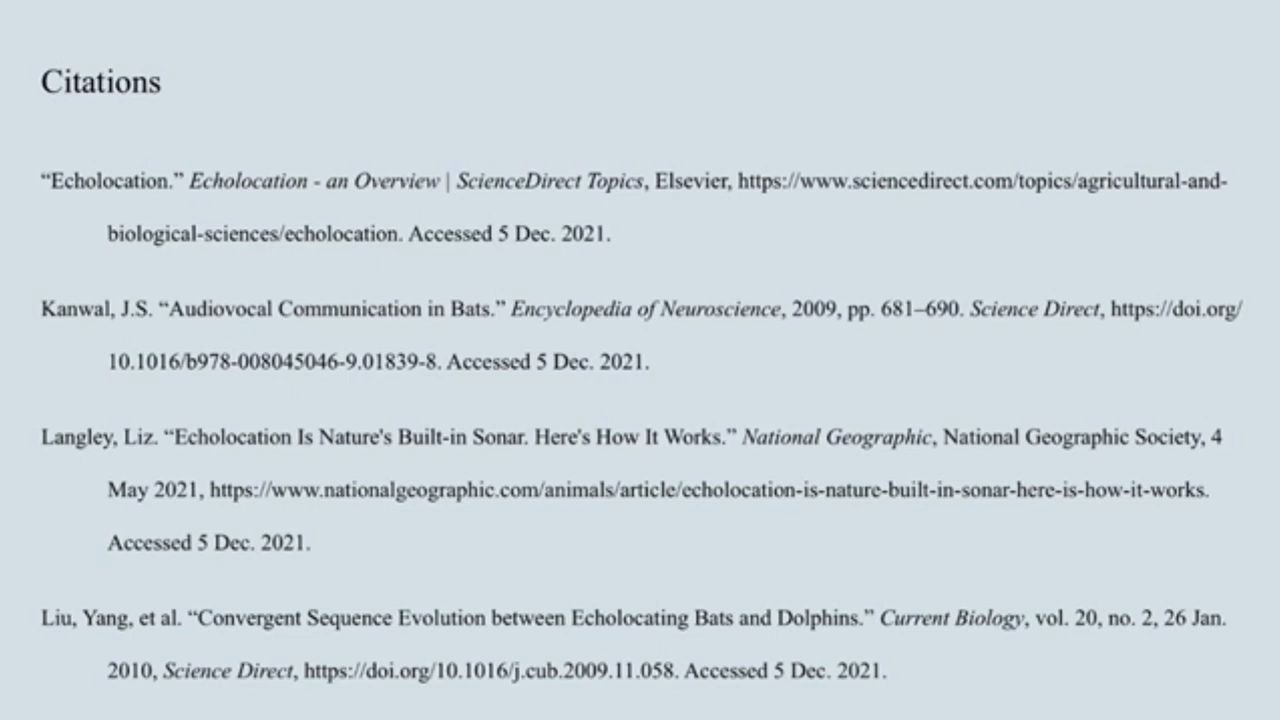 Citations
“Echolocation.” Echolocation - an Overview | ScienceDirect Topics, Elsevier, https://www.sciencedirect.com/topics/agricultural-and-
biological-sciences/echolocation. Accessed 5 Dec. 2021.
Kanwal, J.S. “Audiovocal Communication in Bats.” Encyclopedia of Neuroscience, 2009, pp. 681–690. Science Direct, https://doi.org/
10.1016/b978-008045046-9.01839-8. Accessed 5 Dec. 2021.
Langley, Liz. “Echolocation Is Nature's Built-in Sonar. Here's How It Works.” National Geographic, National Geographic Society, 4
May 2021, https://www.nationalgeographic.com/animals/article/echolocation-is-nature-built-in-sonar-here-is-how-it-works.
Accessed 5 Dec. 2021.
Liu, Yang, et al. “Convergent Sequence Evolution between Echolocating Bats and Dolphins.” Current Biology, vol. 20, no. 2, 26 Jan.
2010, Science Direct, https://doi.org/10.1016/j.cub.2009.11.058. Accessed 5 Dec. 2021.